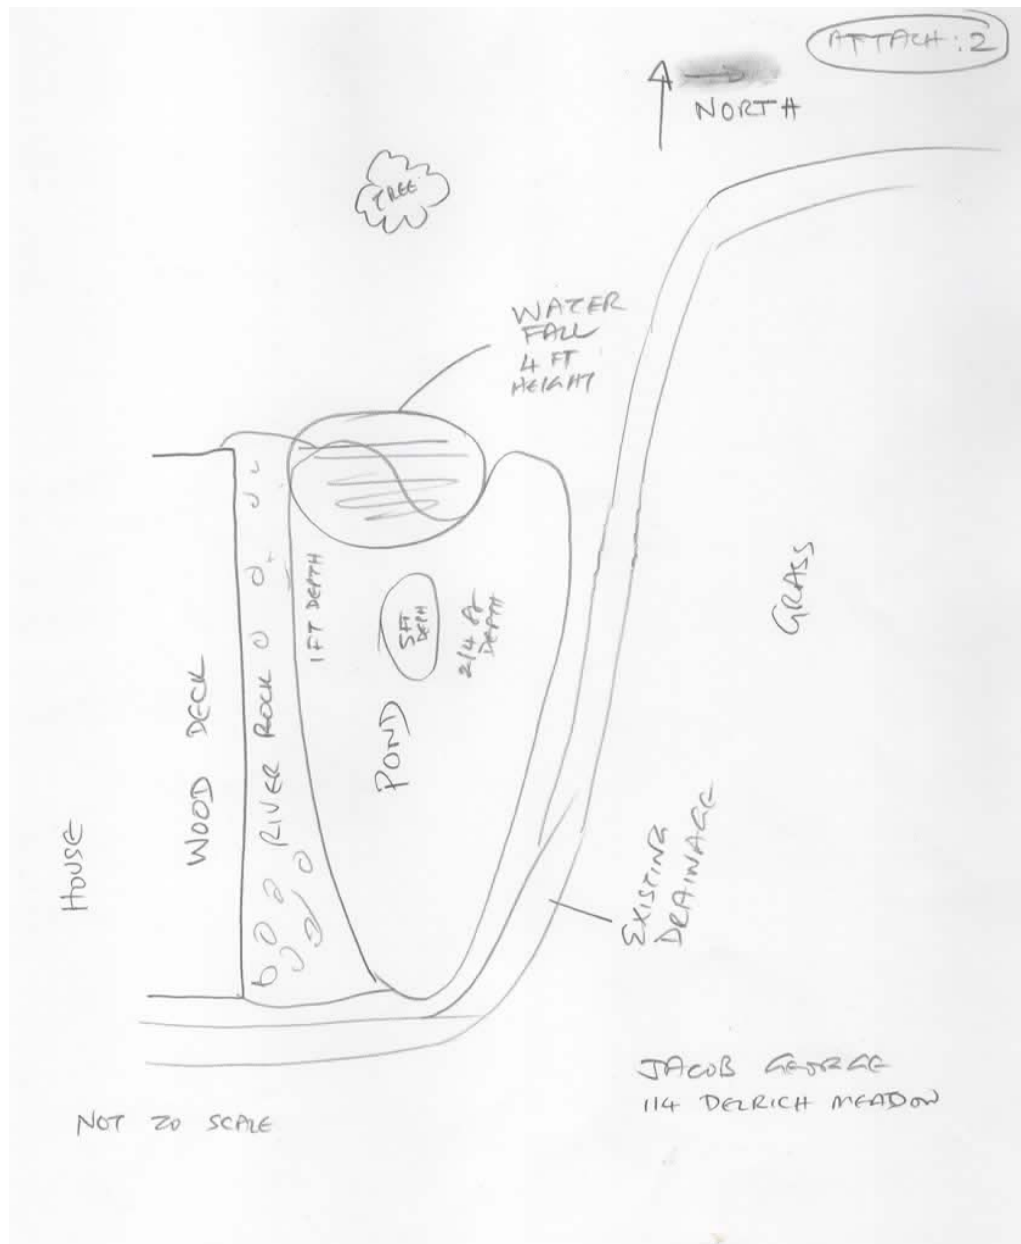 ATTACH: 2
NORTH
TREE
WATER
FALL
4 FT
HEIGHT
1 FT DEPTH
5FT
DEPH
2/4 ft
DEPTH
GRASS
WOOD DECK
RIVER ROCK
POND
HOUSE
EXISTING
DRAINAGE
JACOB GEORGE
114 DELRICH MEADOW
NOT TO SCALE